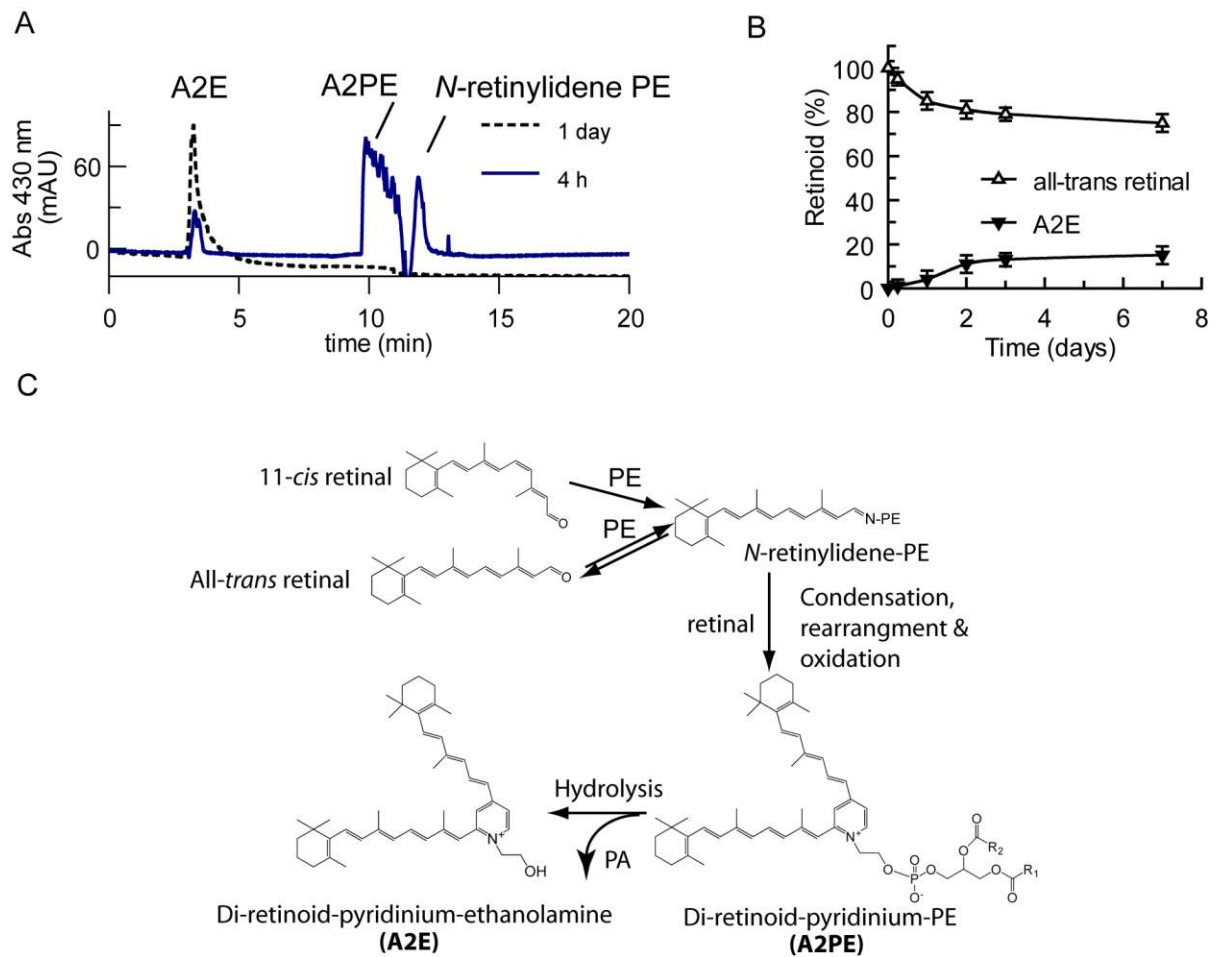 A
A2E
A2PE
N-retinylidene PE
1 day
4 h
Abs 430 nm
(mAU)
60
0
0
5
10
15
20
time (min)
B
Retinoid (%)
100
80
60
40
20
0
all-trans retinal
A2E
0
2
4
6
8
Time (days)
C
11-cis retinal
O
PE
PE
All-trans retinal
O
N-PE
N-retinylidene-PE
retinal
Condensation,
rearrangment &
oxidation
Hydrolysis
PA
N+
OH
Di-retinoid-pyridinium-ethanolamine
(A2E)
N+
O
P
O
O-
O
O
O
R2
O
R1
O
Di-retinoid-pyridinium-PE
(A2PE)